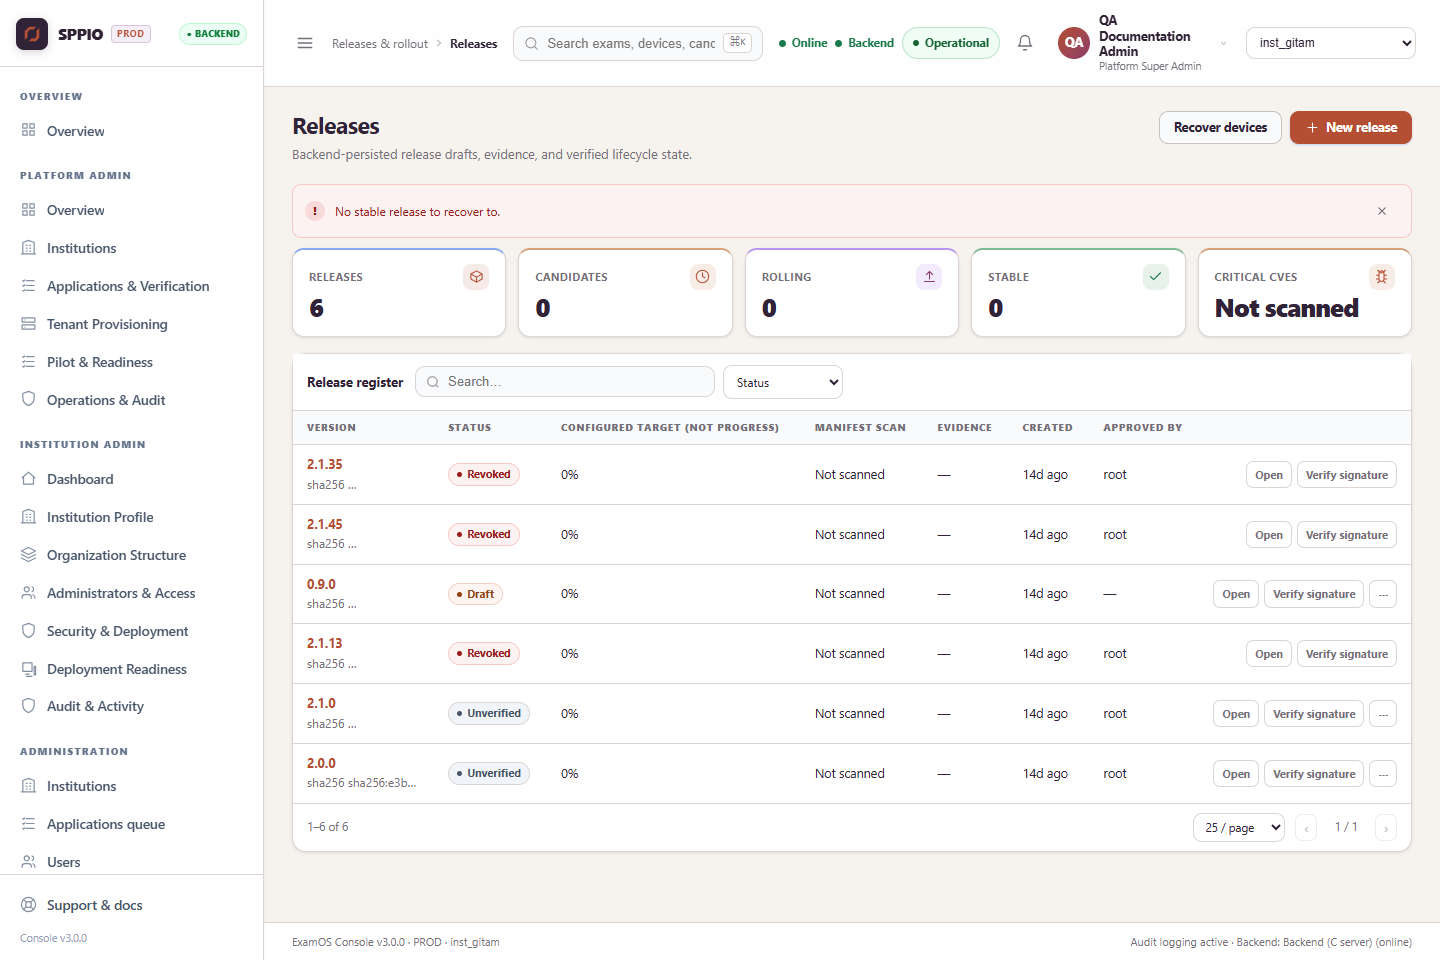 SPPIO PROD BACKEND
OVERVIEW
Overview
PLATFORM ADMIN
Overview
Institutions
Applications & Verification
Tenant Provisioning
Pilot & Readiness
Operations & Audit
INSTITUTION ADMIN
Dashboard
Institution Profile
Organization Structure
Administrators & Access
Security & Deployment
Deployment Readiness
Audit & Activity
ADMINISTRATION
Institutions
Applications queue
Users
Support & docs
Console v3.0.0
Releases & rollout > Releases
Search exams, devices, canc ⌘K
Online Backend Operational
QA
QA Documentation Admin
Platform Super Admin
inst_gitam
Releases
Backend-persisted release drafts, evidence, and verified lifecycle state.
Recover devices
+ New release
! No stable release to recover to. ×
RELEASES
6
CANDIDATES
0
ROLLING
0
STABLE
0
CRITICAL CVES
Not scanned
Release register Search... Status
VERSION STATUS CONFIGURED TARGET (NOT PROGRESS) MANIFEST SCAN EVIDENCE CREATED APPROVED BY
2.1.35 Revoked 0% Not scanned — 14d ago root Open Verify signature
sha256 ...
2.1.45 Revoked 0% Not scanned — 14d ago root Open Verify signature
sha256 ...
0.9.0 Draft 0% Not scanned — 14d ago — Open Verify signature ...
sha256 ...
2.1.13 Revoked 0% Not scanned — 14d ago root Open Verify signature
sha256 ...
2.1.0 Unverified 0% Not scanned — 14d ago root Open Verify signature ...
sha256 ...
2.0.0 Unverified 0% Not scanned — 14d ago root Open Verify signature ...
sha256 sha256:e3b...
1–6 of 6 25 / page ‹ 1 / 1 ›
ExamOS Console v3.0.0 · PROD · inst_gitam
Audit logging active · Backend: Backend (C server) (online)